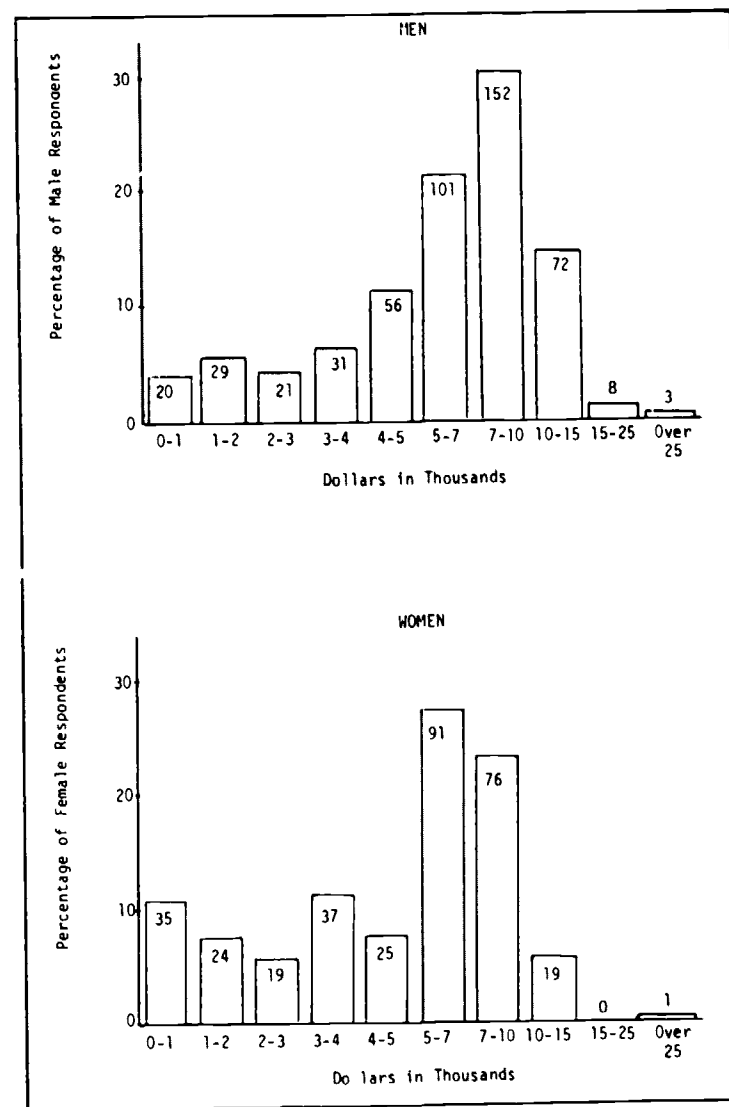 MEN
Percentage of Male Respondents
30
20
10
0
20 29 21 31 56 101 152 72 8 3
0-1 1-2 2-3 3-4 4-5 5-7 7-10 10-15 15-25 Over
25
Dollars in Thousands
WOMEN
Percentage of Female Respondents
30
20
10
0
35 24 19 37 25 91 76 19 0 1
0-1 1-2 2-3 3-4 4-5 5-7 7-10 10-15 15-25 Over
25
Do lars in Thousands